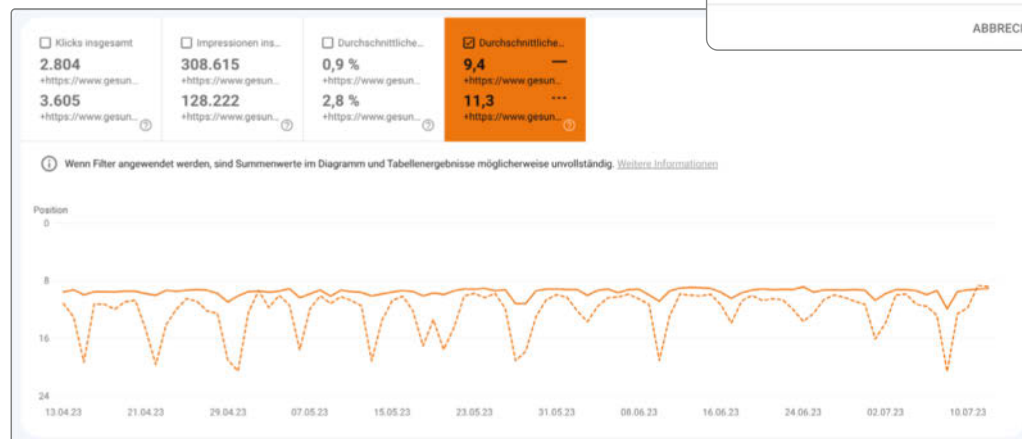 ABBRECH
Klicks insgesamt
2.804
+https://www.gesun...
3.605
+https://www.gesun...
Impressionen ins...
308.615
+https://www.gesun...
128.222
+https://www.gesun...
Durchschnittliche...
0,9 %
+https://www.gesun...
2,8 %
+https://www.gesun...
Durchschnittliche...
9,4
+https://www.gesun...
11,3
+https://www.gesun...
Wenn Filter angewendet werden, sind Summenwerte im Diagramm und Tabellenergebnisse möglicherweise unvollständig. Weitere Informationen
Position
0
8
16
24
13.04.23 21.04.23 29.04.23 07.05.23 15.05.23 23.05.23 31.05.23 08.06.23 16.06.23 24.06.23 02.07.23 10.07.23